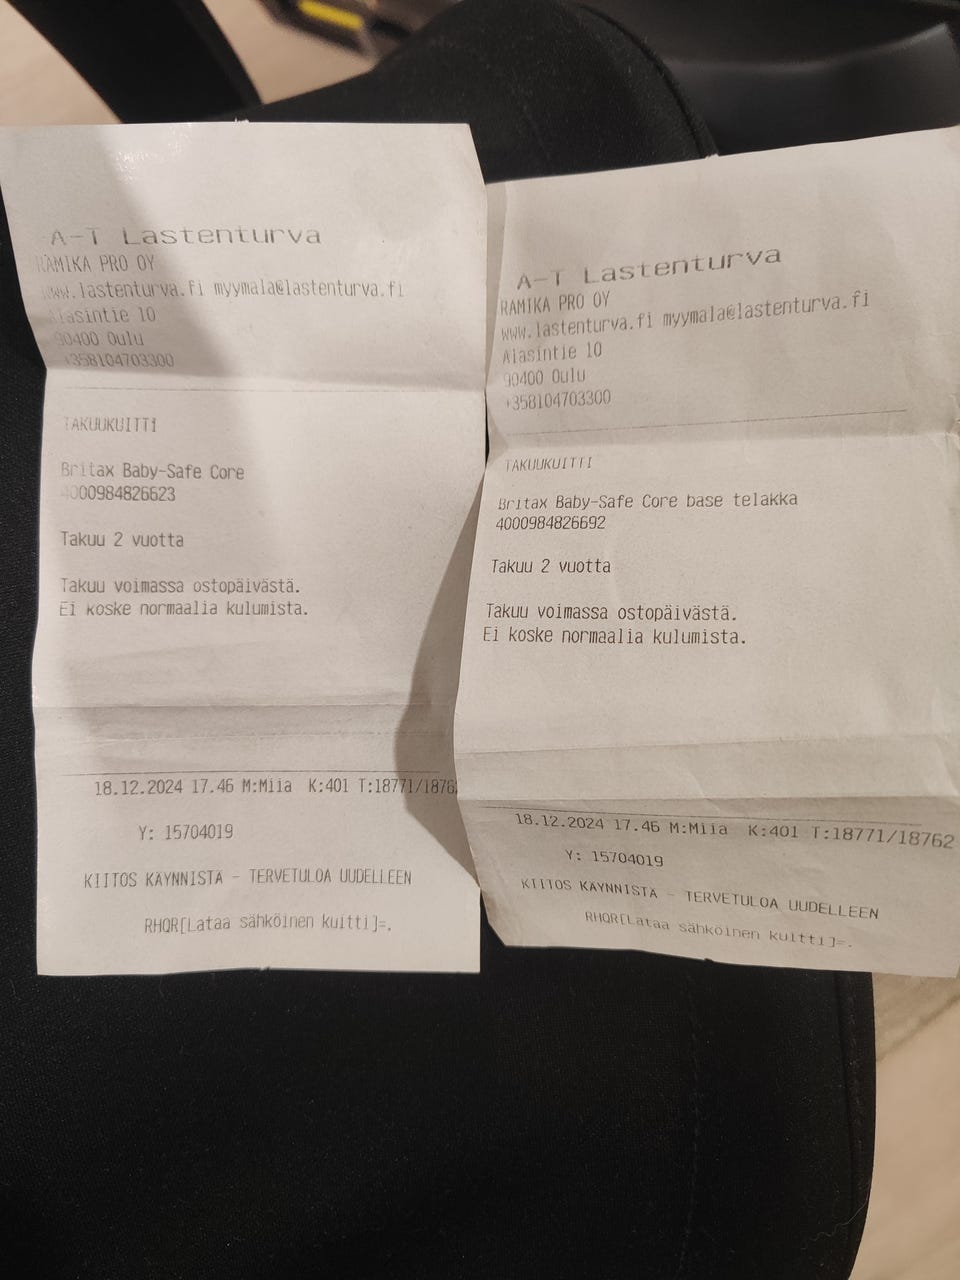 A-T Lastenturva
RAMIKA PRO OY
www.lastenturva.fi myymala@lastenturva.fi
Alasintie 10
90400 Oulu
+358104703300
TAKUUKUITTI
Britax Baby-Safe Core
4000984826623
Takuu 2 vuotta
Takuu voimassa ostopäivästä.
Ei koske normaalia kulumista.
18.12.2024 17.46 M:Miia K:401 T:18771/1876
Y: 15704019
KIITOS KÄYNNISTÄ - TERVETULOA UUDELLEEN
RHQR[Lataa sähköinen kuitti]=.
A-T Lastenturva
RAMIKA PRO OY
www.lastenturva.fi myymala@lastenturva.fi
Alasintie 10
90400 Oulu
+358104703300
TAKUUKUITTI
Britax Baby-Safe Core base telakka
4000984826692
Takuu 2 vuotta
Takuu voimassa ostopäivästä.
Ei koske normaalia kulumista.
18.12.2024 17.46 M:Miia K:401 T:18771/18762
Y: 15704019
KIITOS KÄYNNISTÄ - TERVETULOA UUDELLEEN
RHQR[Lataa sähköinen kuitti]=.